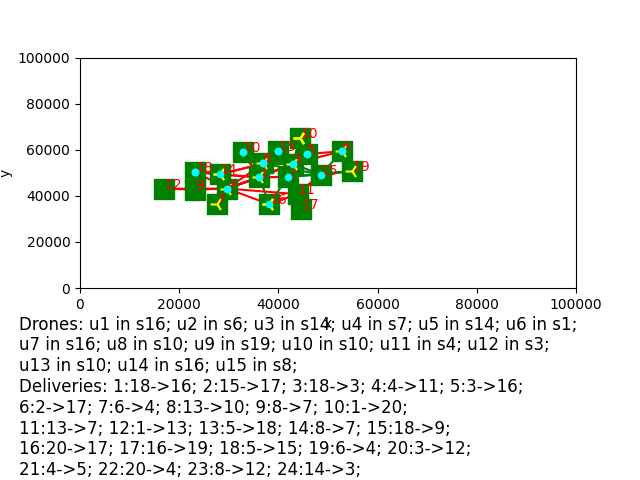 100000
80000
60000
40000
20000
0
y
0 20000 40000 60000 80000 100000
x
Drones: u1 in s16; u2 in s6; u3 in s14; u4 in s7; u5 in s14; u6 in s1;
u7 in s16; u8 in s10; u9 in s19; u10 in s10; u11 in s4; u12 in s3;
u13 in s10; u14 in s16; u15 in s8;
Deliveries: 1:18->16; 2:15->17; 3:18->3; 4:4->11; 5:3->16;
6:2->17; 7:6->4; 8:13->10; 9:8->7; 10:1->20;
11:13->7; 12:1->13; 13:5->18; 14:8->7; 15:18->9;
16:20->17; 17:16->19; 18:5->15; 19:6->4; 20:3->12;
21:4->5; 22:20->4; 23:8->12; 24:14->3;